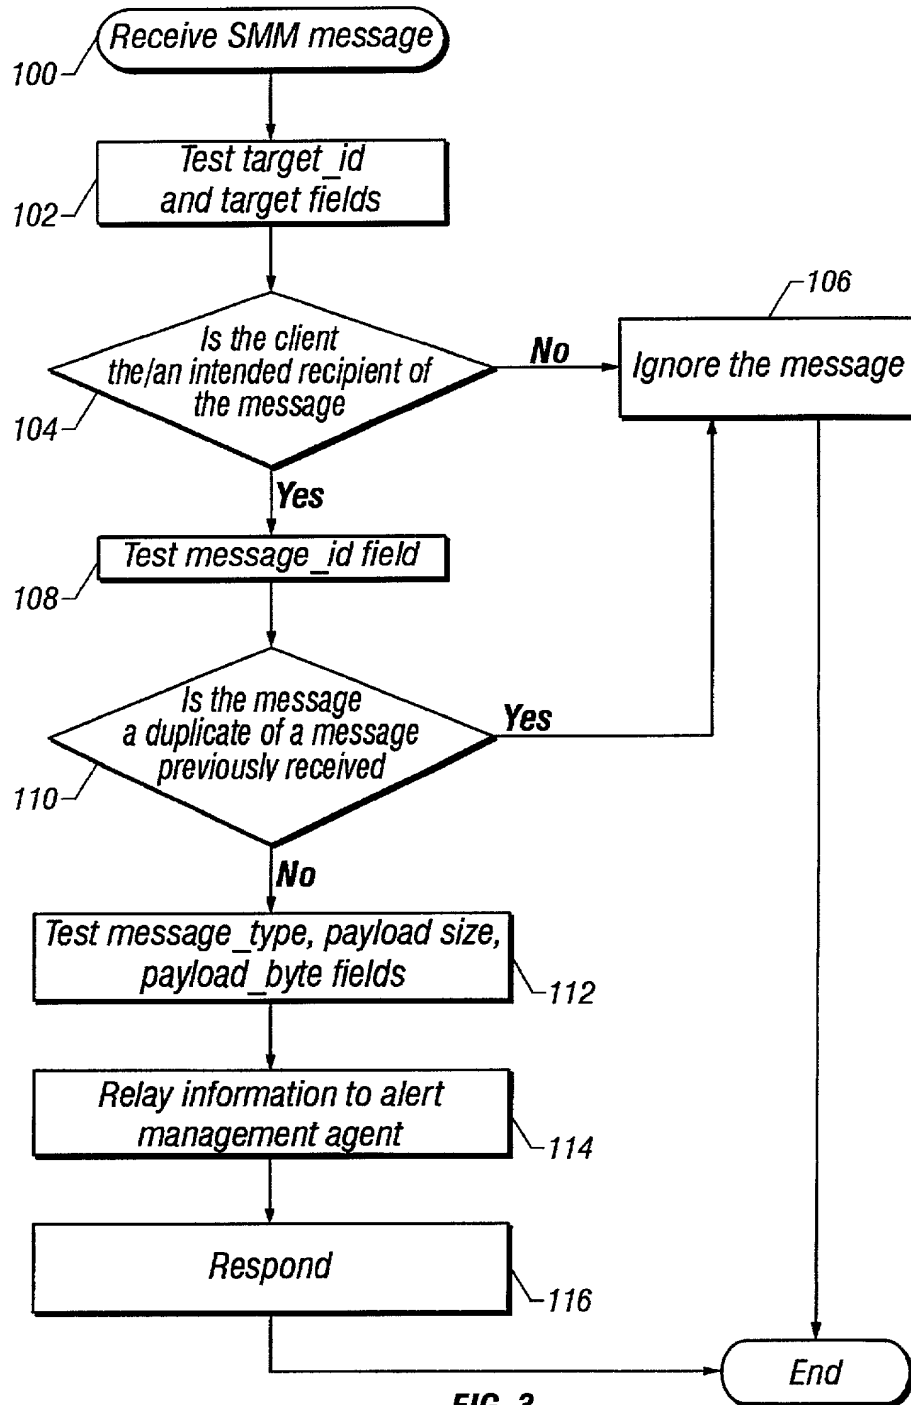 Receive SMM message
100
Test target_id
and target fields
102
106
Is the client
the/an intended recipient of
the message
104
No
Ignore the message
Yes
Test message_id field
108
Is the message
a duplicate of a message
previously received
110
Yes
No
Test message_type, payload size,
payload_byte fields
112
Relay information to alert
management agent
114
Respond
116
End
FIG. 3